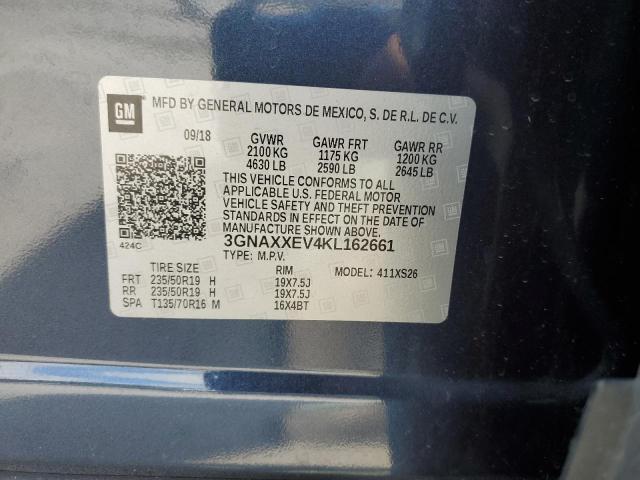 GM
MFD BY GENERAL MOTORS DE MEXICO, S. DE R.L. DE C.V.
09/18 GVWR GAWR FRT GAWR RR
2100 KG 1175 KG 1200 KG
4630 LB 2590 LB 2645 LB
THIS VEHICLE CONFORMS TO ALL
APPLICABLE U.S. FEDERAL MOTOR
VEHICLE SAFETY AND THEFT PREVENTION
STANDARDS IN EFFECT ON THE DATE OF
MANUFACTURE SHOWN ABOVE.
3GNAXXEV4KL162661
424C
TYPE: M.P.V.
TIRE SIZE RIM MODEL: 411XS26
FRT 235/50R19 H 19X7.5J
RR 235/50R19 H 19X7.5J
SPA T135/70R16 M 16X4BT